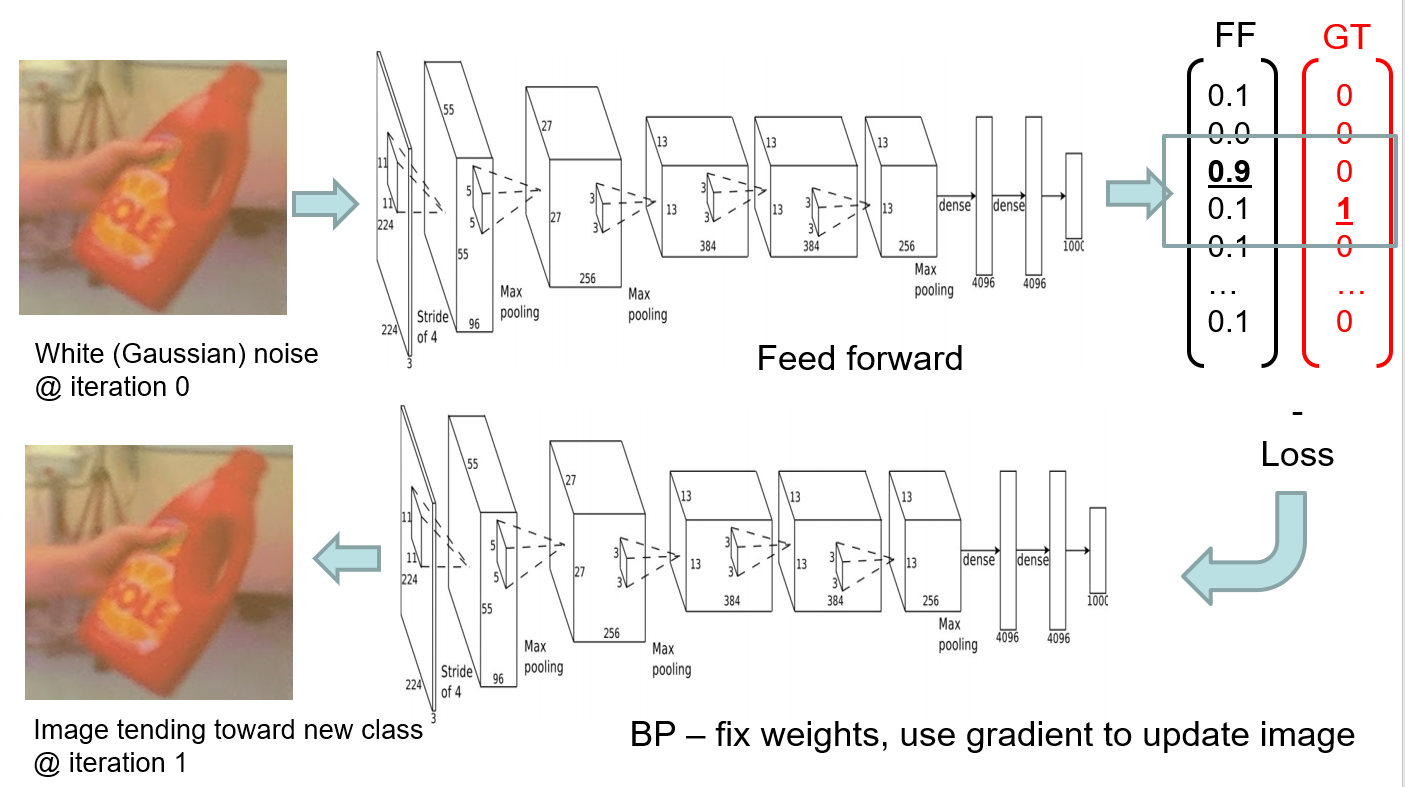 FF
GT
0.1
0
0.0
0
0.9
0
0.1
1
0.1
0
...
...
0.1
0
SOLE
White (Gaussian) noise
@ iteration 0
11
11
224
224
3
Stride
of 4
55
5
5
55
96
Max
pooling
27
3
3
27
256
Max
pooling
13
3
3
13
384
13
3
3
13
384
13
13
256
Max
pooling
dense
dense
4096
4096
1000
Feed forward
-
Loss
SOLE
Image tending toward new class
@ iteration 1
11
11
224
224
3
Stride
of 4
55
5
5
55
96
Max
pooling
27
3
3
27
256
Max
pooling
13
3
3
13
384
13
3
3
13
384
13
13
256
Max
pooling
dense
dense
4096
4096
1000
BP – fix weights, use gradient to update image